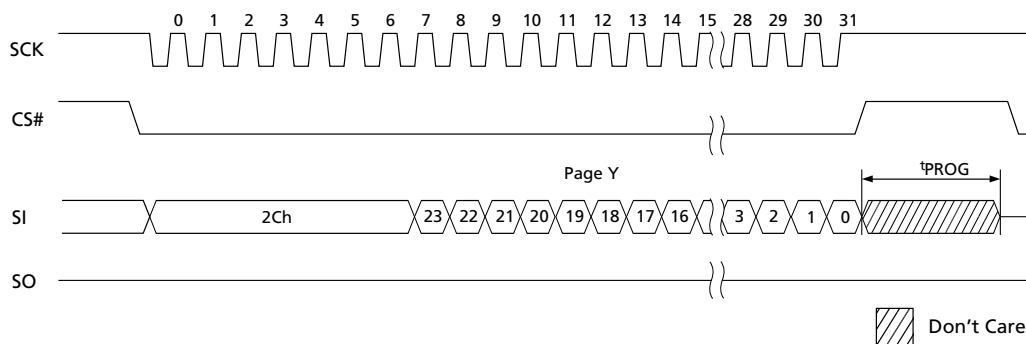 0 1 2 3 4 5 6 7 8 9 10 11 12 13 14 15 28 29 30 31
SCK
CS#
Page Y
tPROG
SI 2Ch 23 22 21 20 19 18 17 16 3 2 1 0
SO
Don't Care